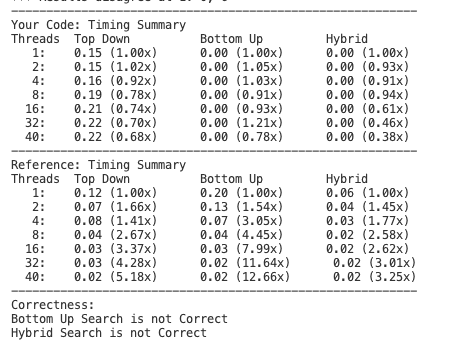 ----------------------------------------------------------
Your Code: Timing Summary
Threads  Top Down          Bottom Up         Hybrid
   1:    0.15 (1.00x)      0.00 (1.00x)      0.00 (1.00x)
   2:    0.15 (1.02x)      0.00 (1.05x)      0.00 (0.93x)
   4:    0.16 (0.92x)      0.00 (1.03x)      0.00 (0.91x)
   8:    0.19 (0.78x)      0.00 (0.91x)      0.00 (0.94x)
  16:    0.21 (0.74x)      0.00 (0.93x)      0.00 (0.61x)
  32:    0.22 (0.70x)      0.00 (1.21x)      0.00 (0.46x)
  40:    0.22 (0.68x)      0.00 (0.78x)      0.00 (0.38x)
----------------------------------------------------------
Reference: Timing Summary
Threads  Top Down          Bottom Up         Hybrid
   1:    0.12 (1.00x)      0.20 (1.00x)      0.06 (1.00x)
   2:    0.07 (1.66x)      0.13 (1.54x)      0.04 (1.45x)
   4:    0.08 (1.41x)      0.07 (3.05x)      0.03 (1.77x)
   8:    0.04 (2.67x)      0.04 (4.45x)      0.02 (2.58x)
  16:    0.03 (3.37x)      0.03 (7.99x)      0.02 (2.62x)
  32:    0.03 (4.28x)      0.02 (11.64x)      0.02 (3.01x)
  40:    0.02 (5.18x)      0.02 (12.66x)      0.02 (3.25x)
----------------------------------------------------------
Correctness:
Bottom Up Search is not Correct
Hybrid Search is not Correct